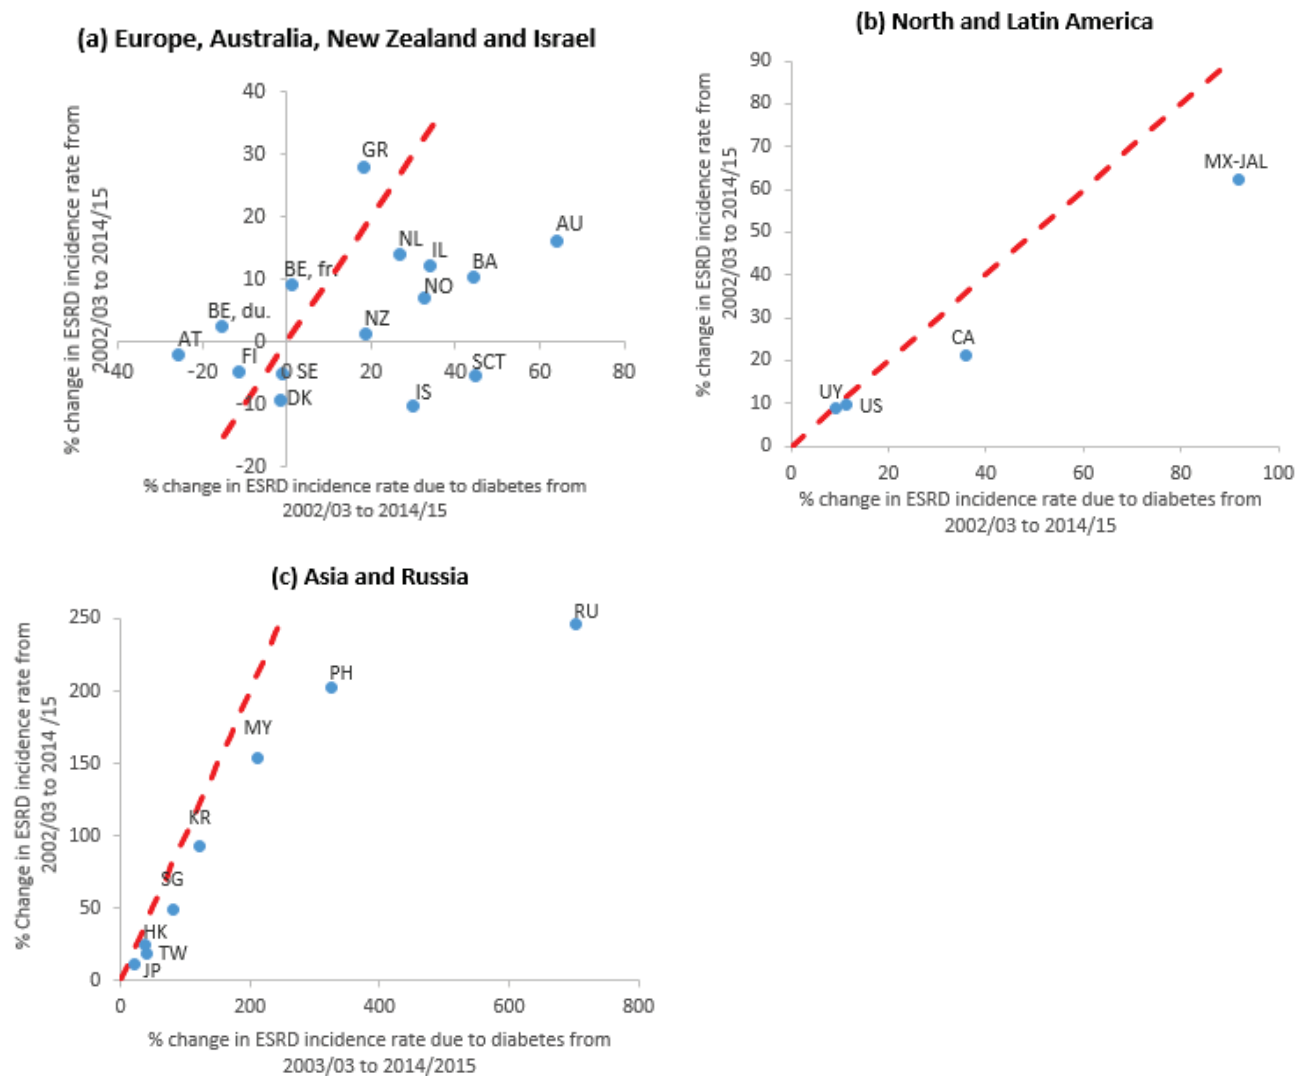 (a) Europe, Australia, New Zealand and Israel
% change in ESRD incidence rate from
2002/03 to 2014/15
40
30
20
10
0
-10
-20
-40
-20
0
20
40
60
80
GR
AU
NL
IL
BA
BE, fr.
NO
BE, du.
NZ
AT
FI
SE
SCT
DK
IS
% change in ESRD incidence rate due to diabetes from
2002/03 to 2014/15
(b) North and Latin America
% change in ESRD incidence rate from
2002/03 to 2014/15
90
80
70
60
50
40
30
20
10
0
0
20
40
60
80
100
MX-JAL
CA
UY
US
% change in ESRD incidence rate due to diabetes from
2002/03 to 2014/15
(c) Asia and Russia
% Change in ESRD incidence rate from
2002/03 to 2014 /15
250
200
150
100
50
0
0
200
400
600
800
RU
PH
MY
KR
SG
HK
TW
JP
% change in ESRD incidence rate due to diabetes from
2003/03 to 2014/2015